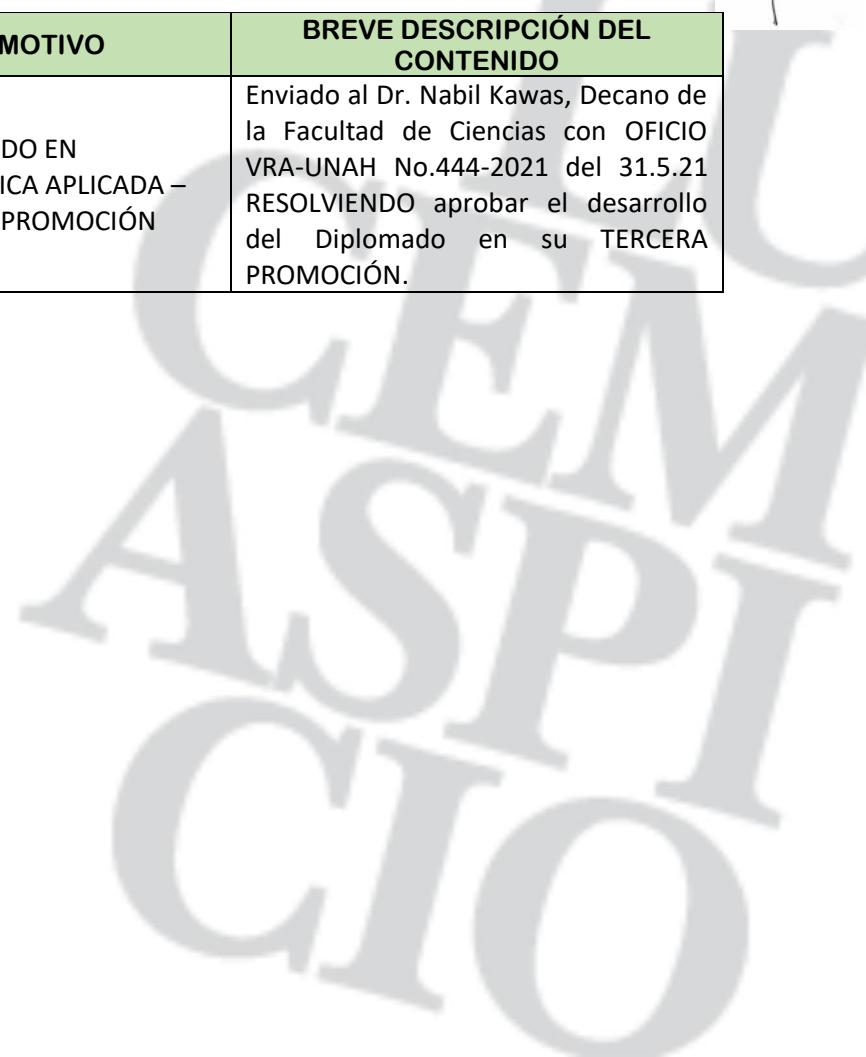 MOTIVO
BREVE DESCRIPCIÓN DEL
CONTENIDO
DO EN
ICA APLICADA –
PROMOCIÓN
Enviado al Dr. Nabil Kawas, Decano de
la Facultad de Ciencias con OFICIO
VRA-UNAH No.444-2021 del 31.5.21
RESOLVIENDO aprobar el desarrollo
del Diplomado en su TERCERA
PROMOCIÓN.
LU
CEM
ASPI
CIO